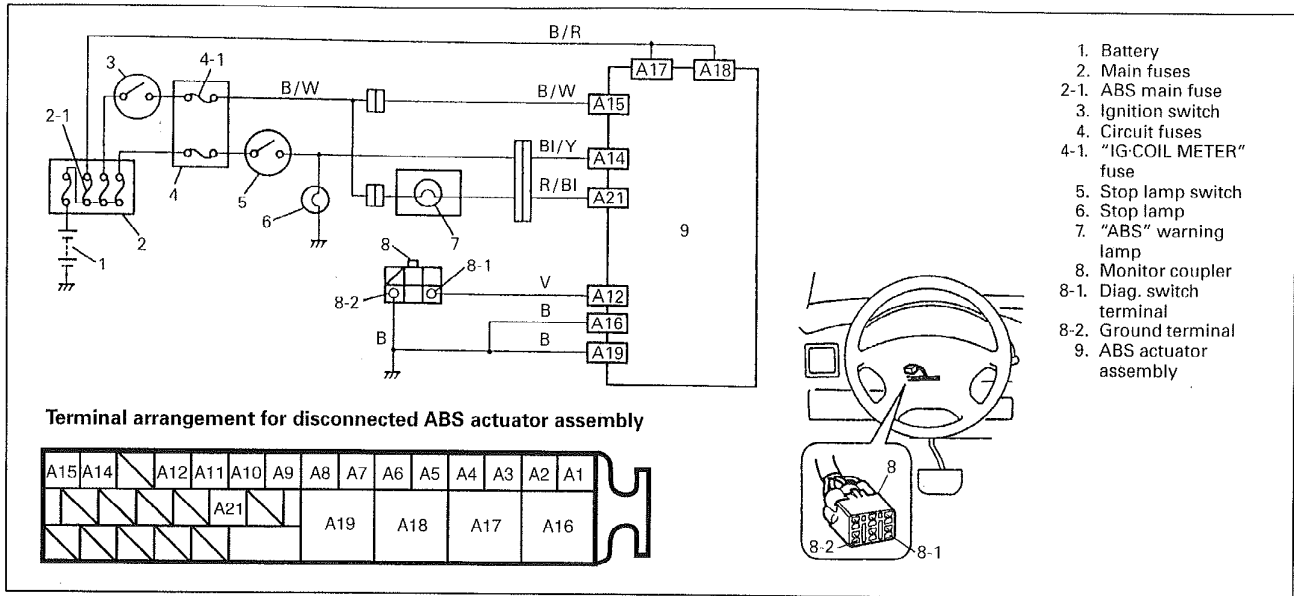 B/R
3
4-1
A17 A18
B/W
B/W
A15
2-1
Bl/Y
A14
R/Bl
A21
4
5
6
7
9
2
1
8
8-1
8-2
V
A12
B
A16
B
B
A19
1. Battery
2. Main fuses
2-1. ABS main fuse
3. Ignition switch
4. Circuit fuses
4-1. "IG·COIL METER"
fuse
5. Stop lamp switch
6. Stop lamp
7. "ABS" warning
lamp
8. Monitor coupler
8-1. Diag. switch
terminal
8-2. Ground terminal
9. ABS actuator
assembly
Terminal arrangement for disconnected ABS actuator assembly
A15 A14 A12 A11 A10 A9 A8 A7 A6 A5 A4 A3 A2 A1
A21
A19 A18 A17 A16
8
8-2
8-1